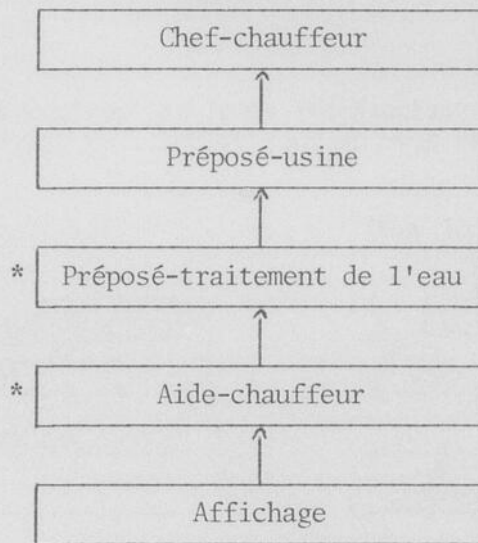 Chef-chauffeur
Préposé-usine
* Préposé-traitement de l'eau
* Aide-chauffeur
Affichage